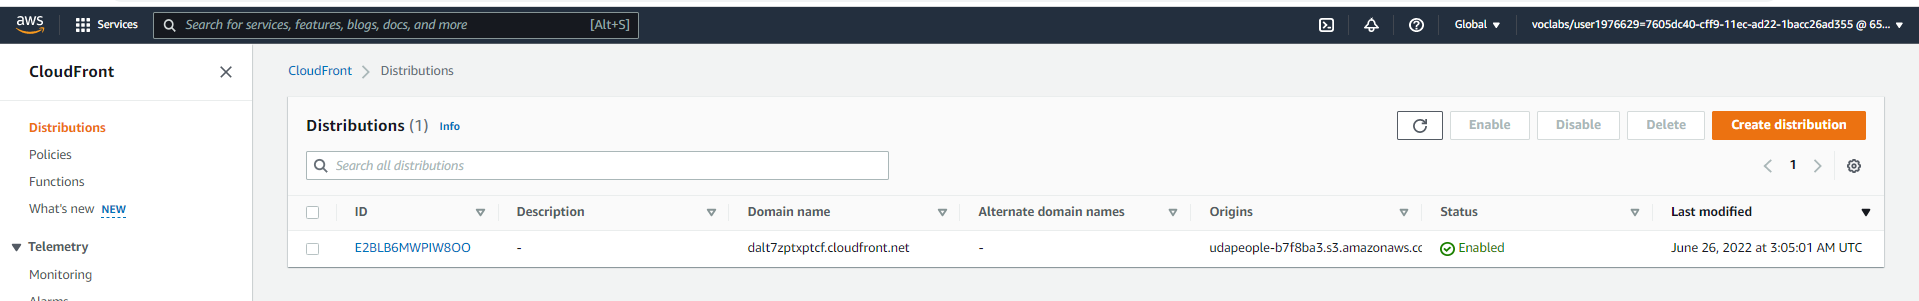 aws Services Search for services, features, blogs, docs, and more [Alt+S] Global voclabs/user1976629=7605dc40-cff9-11ec-ad22-1bacc26ad355 @ 65...
CloudFront
CloudFront Distributions
Distributions
Policies
Functions
What's new NEW
Telemetry
Monitoring
Alarms
Distributions (1) Info Enable Disable Delete Create distribution
Search all distributions 1
ID Description Domain name Alternate domain names Origins Status Last modified
E2BLB6MWPIW8OO - dalt7zptxptcf.cloudfront.net - udapeople-b7f8ba3.s3.amazonaws.cc Enabled June 26, 2022 at 3:05:01 AM UTC